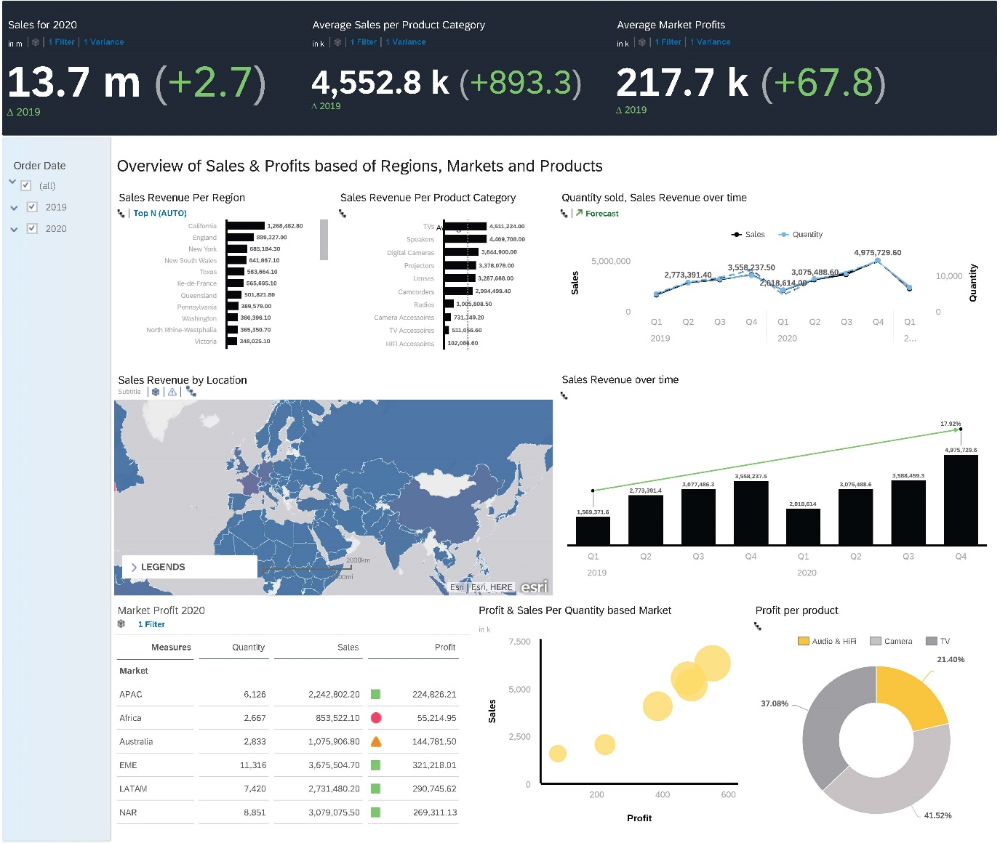 Sales for 2020
in m | 1 Filter | 1 Variance
13.7 m (+2.7)
Δ 2019
Average Sales per Product Category
in k | 1 Filter | 1 Variance
4,552.8 k (+893.3)
Δ 2019
Average Market Profits
in k | 1 Filter | 1 Variance
217.7 k (+67.8)
Δ 2019
Order Date
(all)
2019
2020
Overview of Sales & Profits based of Regions, Markets and Products
Sales Revenue Per Region
Top N (AUTO)
California 1,268,482.80
England 889,327.00
New York 685,184.30
New South Wales 641,867.10
Texas 583,664.10
Ile-de-France 565,695.10
Queensland 501,821.80
Pennsylvania 389,579.00
Washington 366,396.10
North Rhine-Westphalia 365,350.70
Victoria 348,025.10
Sales Revenue Per Product Category
TVs 4,511,224.00
Speakers 4,469,708.00
Digital Cameras 3,644,900.00
Projectors 3,378,078.00
Lenses 3,287,668.00
Camcorders 2,994,499.40
Radios 1,005,808.50
Camera Accessoires 731,749.20
TV Accessoires 511,056.60
HiFi Accessoires
Quantity sold, Sales Revenue over time
Forecast
Sales Quantity
4,975,729.60
3,558,237.50
2,773,391.40 3,075,488.60
2,018,614.00
5,000,000
0
Sales
10,000
0
Quantity
Q1 Q2 Q3 Q4 Q1 Q2 Q3 Q4 Q1
2019 2020 2...
Sales Revenue by Location
Subtitle
LEGENDS
2000km
Esri | Esri, HERE esri
Sales Revenue over time
17.92%
1,569,371.6
2,773,391.4
3,077,486.3
3,558,237.5
2,018,614
3,075,488.6
3,588,459.3
4,975,729.6
Q1 Q2 Q3 Q4 Q1 Q2 Q3 Q4
2019 2020
Market Profit 2020
1 Filter
Measures Quantity Sales Profit
Market
APAC 6,126 2,242,802.20 224,826.21
Africa 2,667 853,522.10 55,214.95
Australia 2,833 1,075,906.80 144,781.50
EME 11,316 3,675,504.70 321,218.01
LATAM 7,420 2,731,480.20 290,745.62
NAR 8,851 3,079,075.50 269,311.13
Profit & Sales Per Quantity based Market
in k
7,500
5,000
2,500
0
Sales
200 400 600
Profit
Profit per product
Audio & HiFi Camera TV
21.40%
37.08%
41.52%